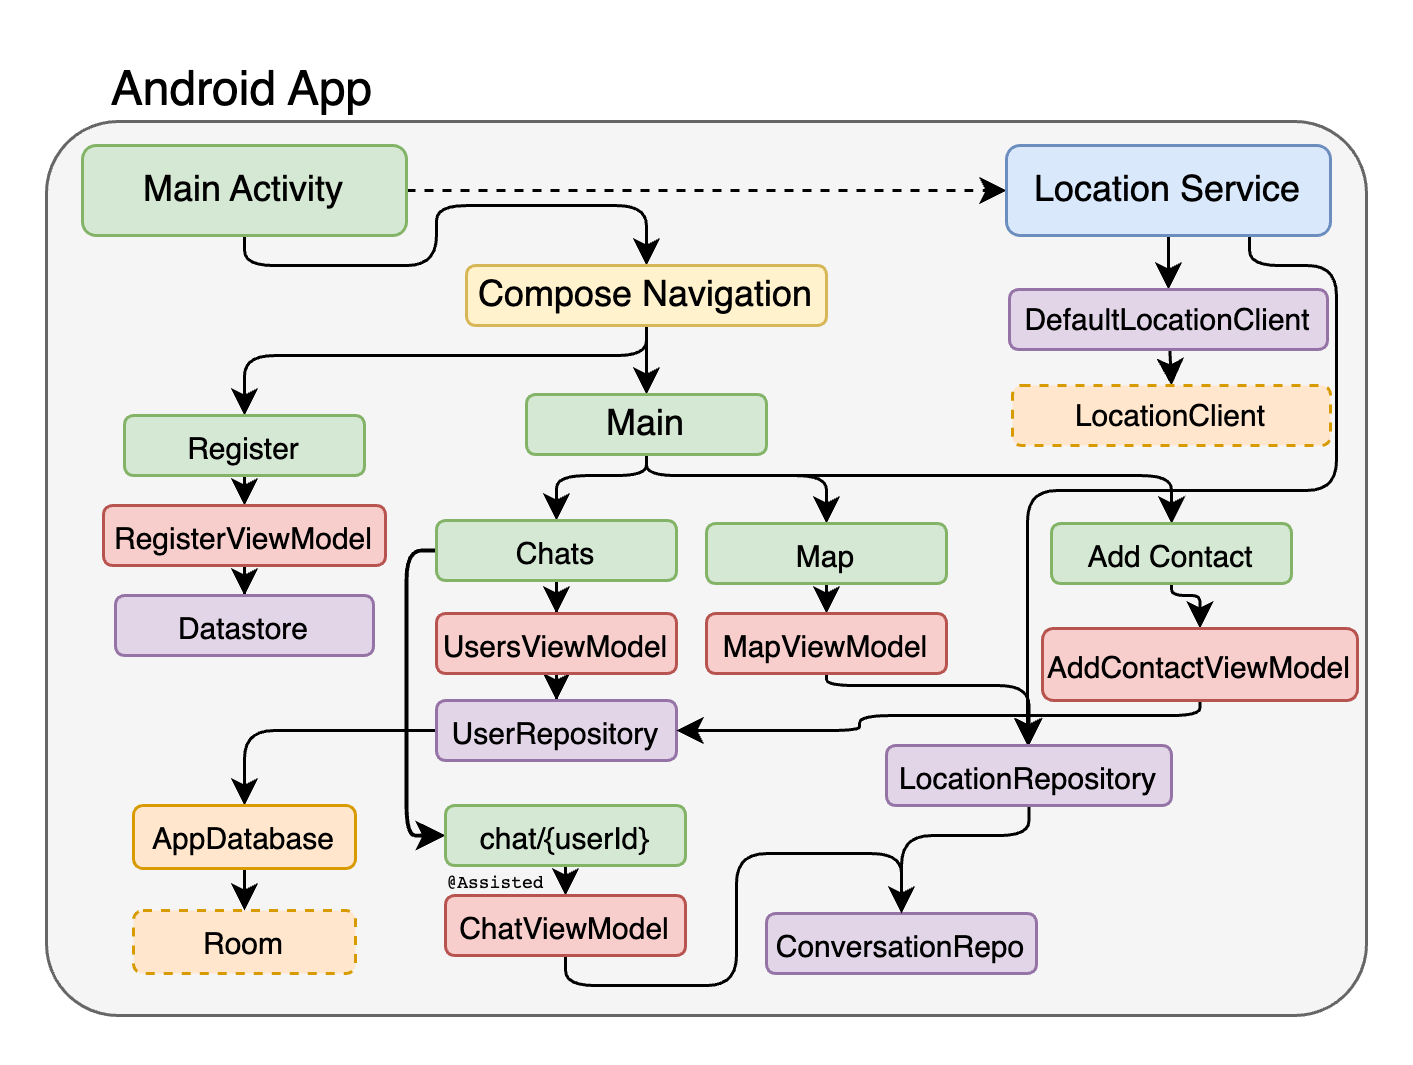 Android App
Main Activity
Location Service
Compose Navigation
DefaultLocationClient
LocationClient
Main
Register
RegisterViewModel
Datastore
Chats
Map
Add Contact
UsersViewModel
MapViewModel
AddContactViewModel
UserRepository
LocationRepository
AppDatabase
chat/{userId}
@Assisted
Room
ChatViewModel
ConversationRepo